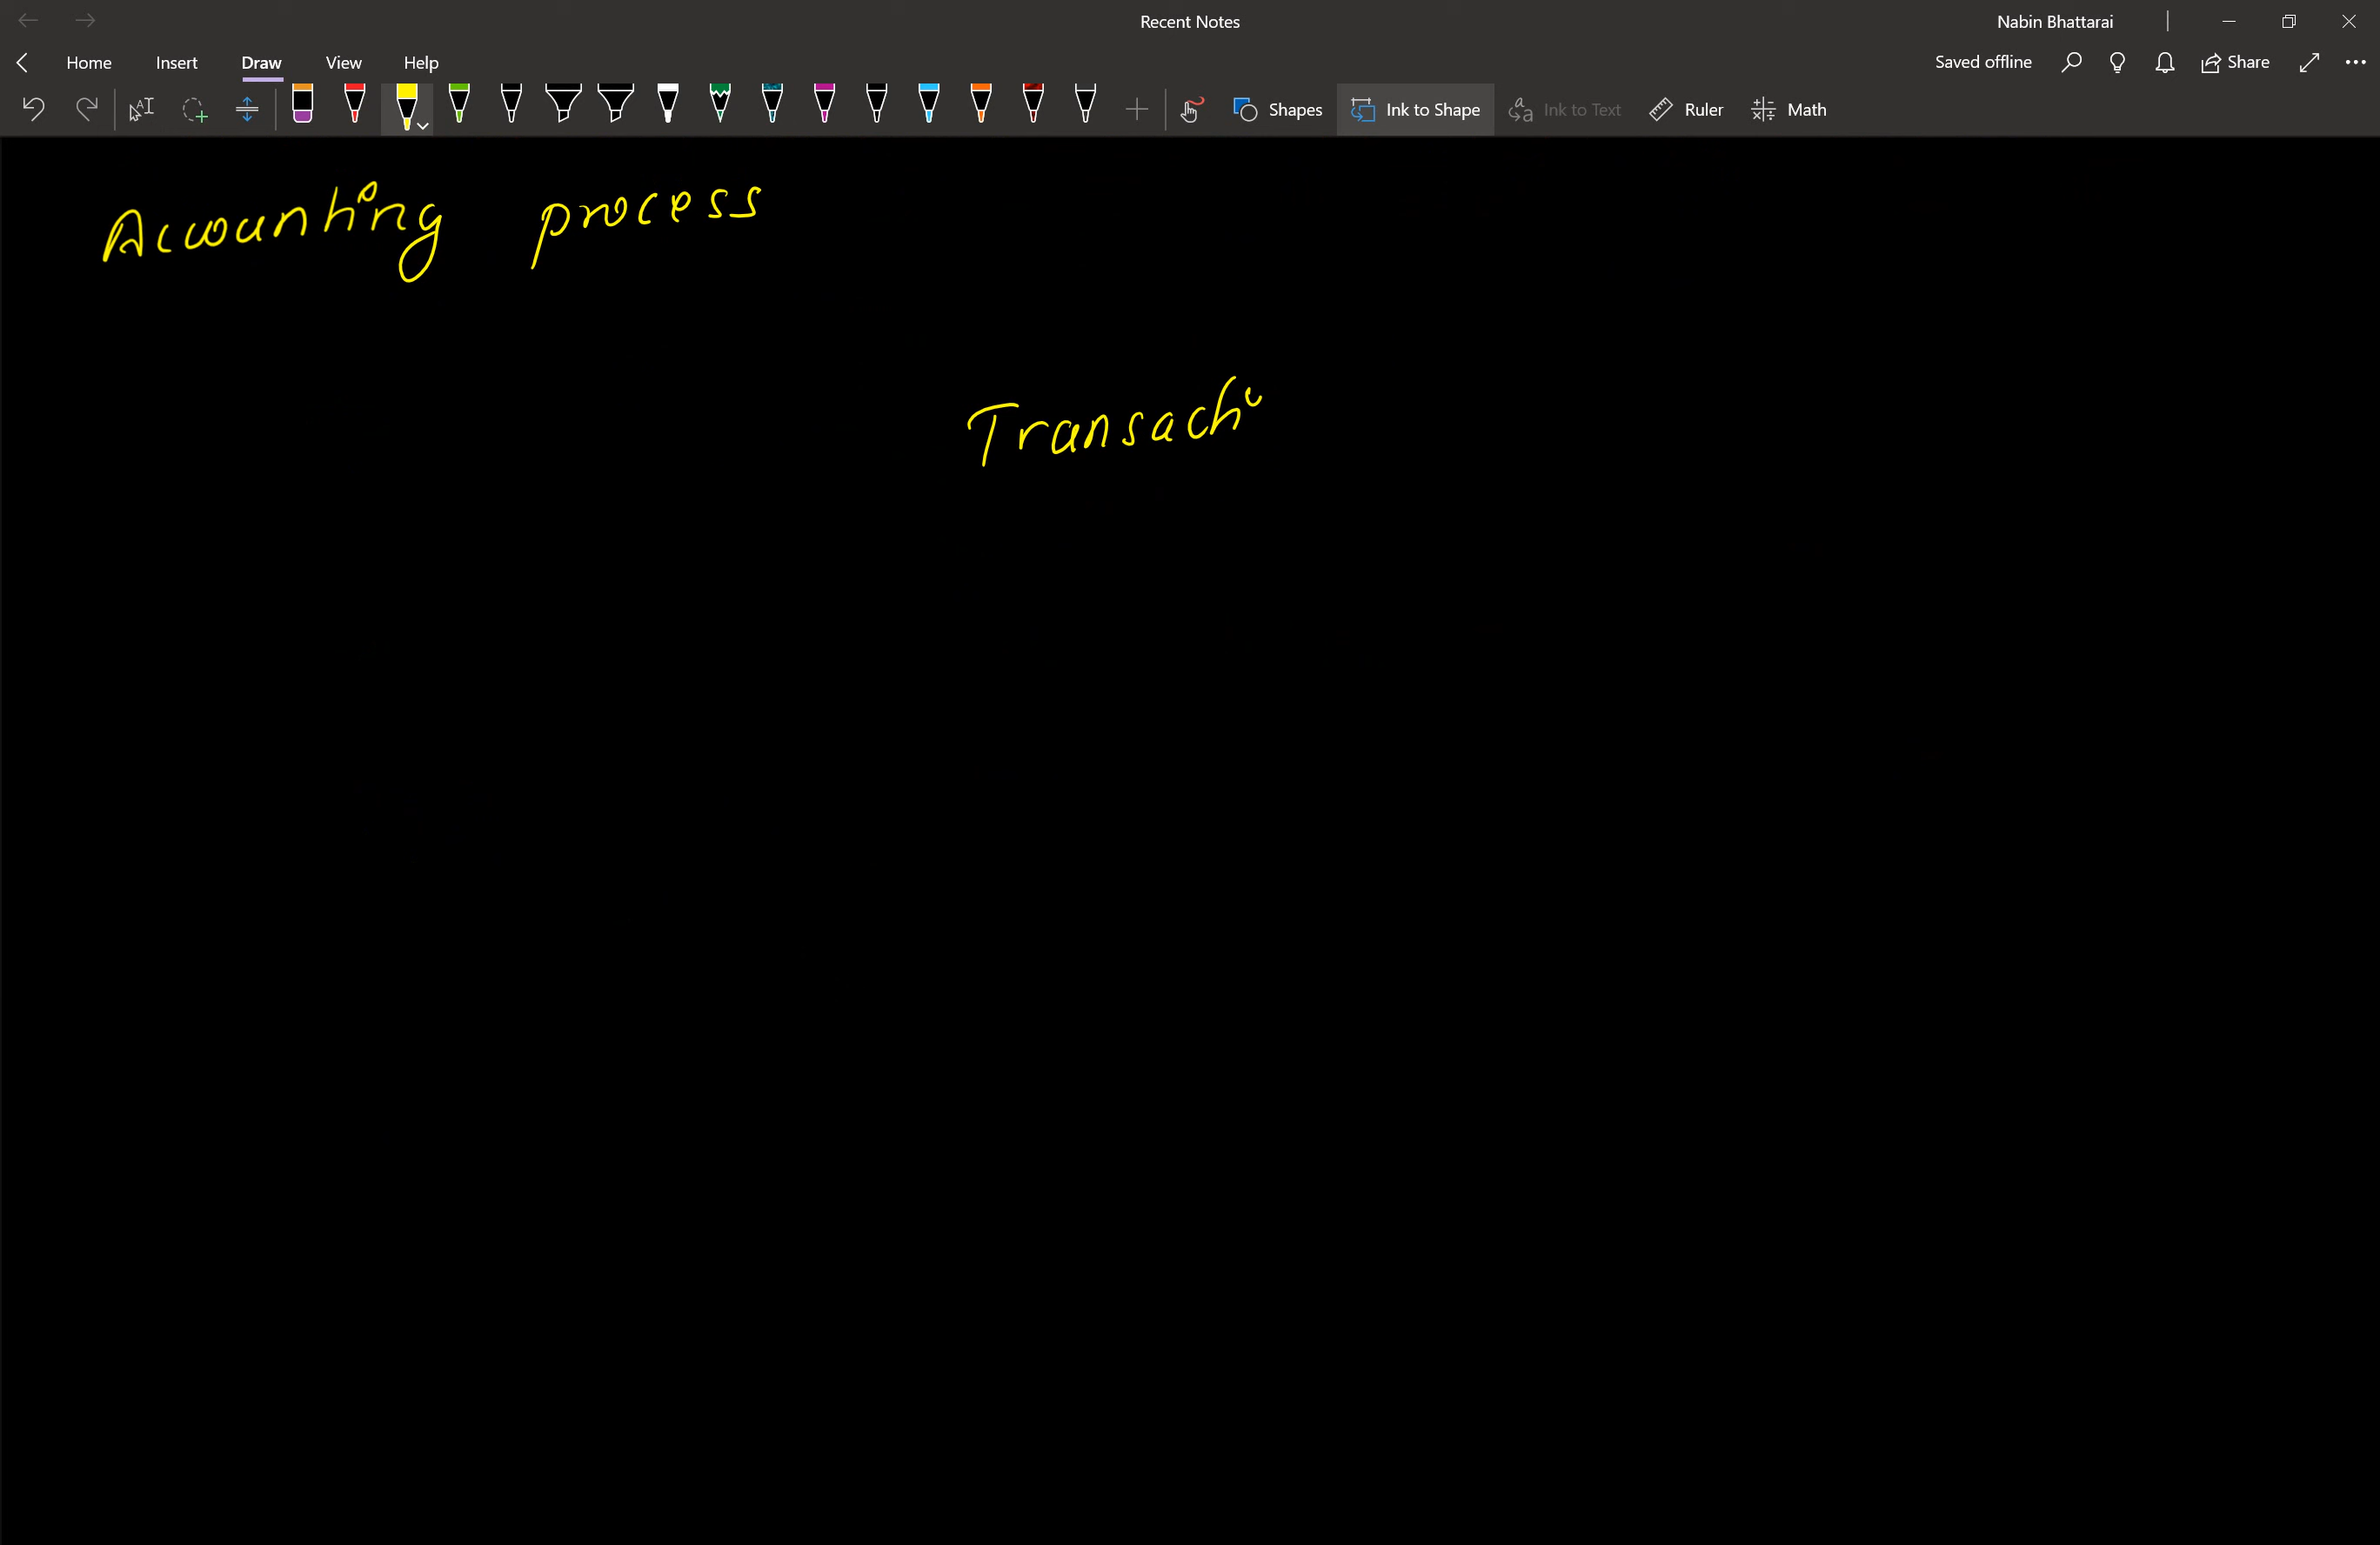 Recent Notes
Nabin Bhattarai
Home Insert Draw View Help
Saved offline
Share
Shapes
Ink to Shape
Ink to Text
Ruler
Math
Accounting process
Transacti